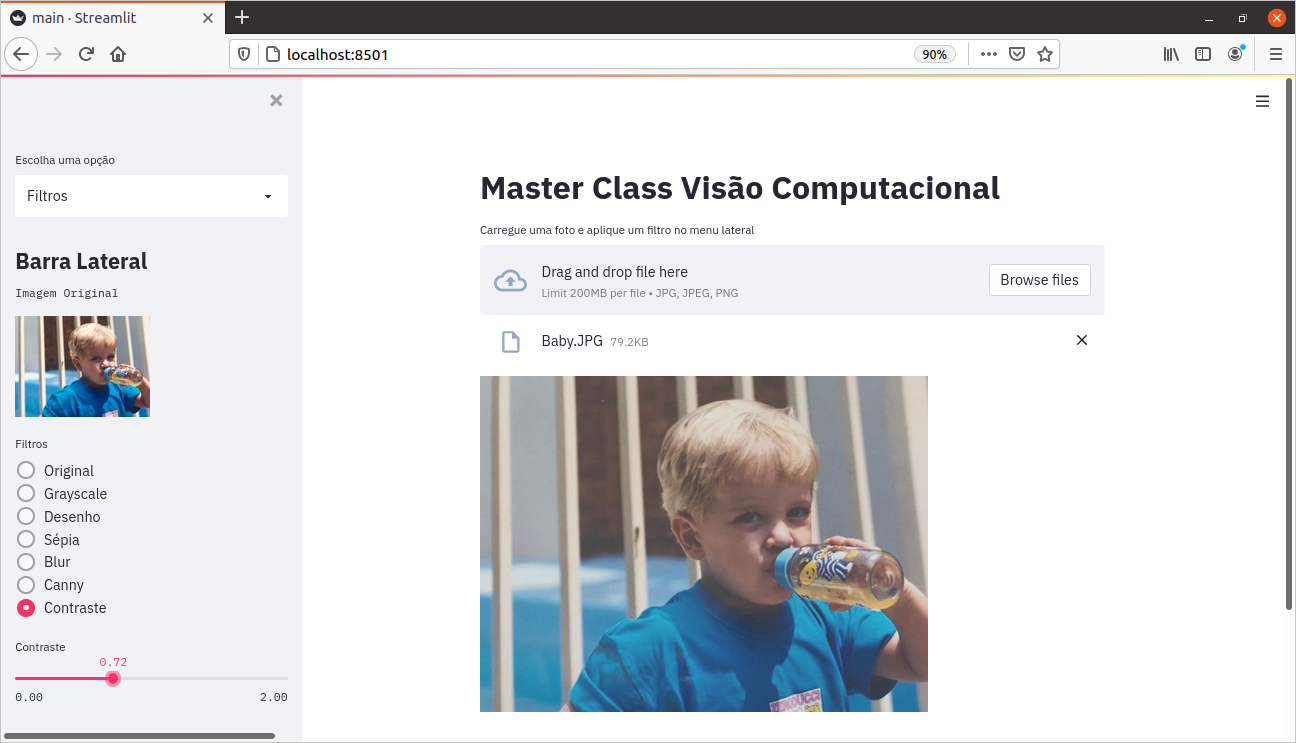 main · Streamlit
localhost:8501
90%
Escolha uma opção
Filtros
Barra Lateral
Imagem Original
Filtros
Original
Grayscale
Desenho
Sépia
Blur
Canny
Contraste
Contraste
0.72
0.00 2.00
Master Class Visão Computacional
Carregue uma foto e aplique um filtro no menu lateral
Drag and drop file here
Limit 200MB per file • JPG, JPEG, PNG
Browse files
Baby.JPG 79.2KB